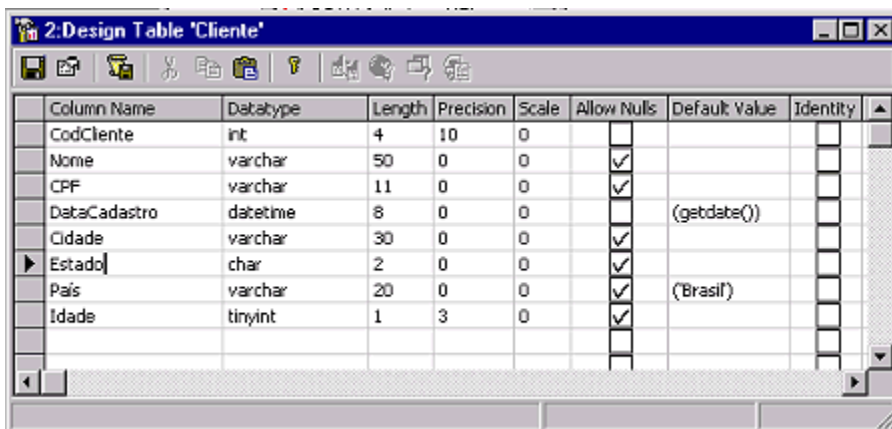 2:Design Table 'Cliente'
Column Name Datatype Length Precision Scale Allow Nulls Default Value Identity
CodCliente int 4 10 0
Nome varchar 50 0 0
CPF varchar 11 0 0
DataCadastro datetime 8 0 0 (getdate())
Cidade varchar 30 0 0
Estado char 2 0 0
País varchar 20 0 0 ('Brasil')
Idade tinyint 1 3 0